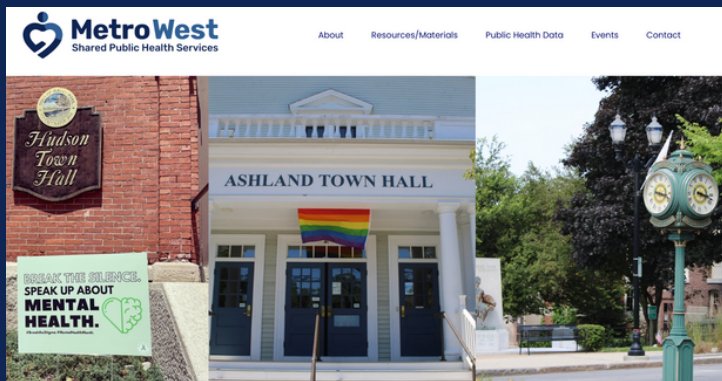 MetroWest
Shared Public Health Services
About
Resources/Materials
Public Health Data
Events
Contact
Hudson
Town
Hall
BREAK THE SILENCE.
SPEAK UP ABOUT
MENTAL
HEALTH.
ASHLAND TOWN HALL